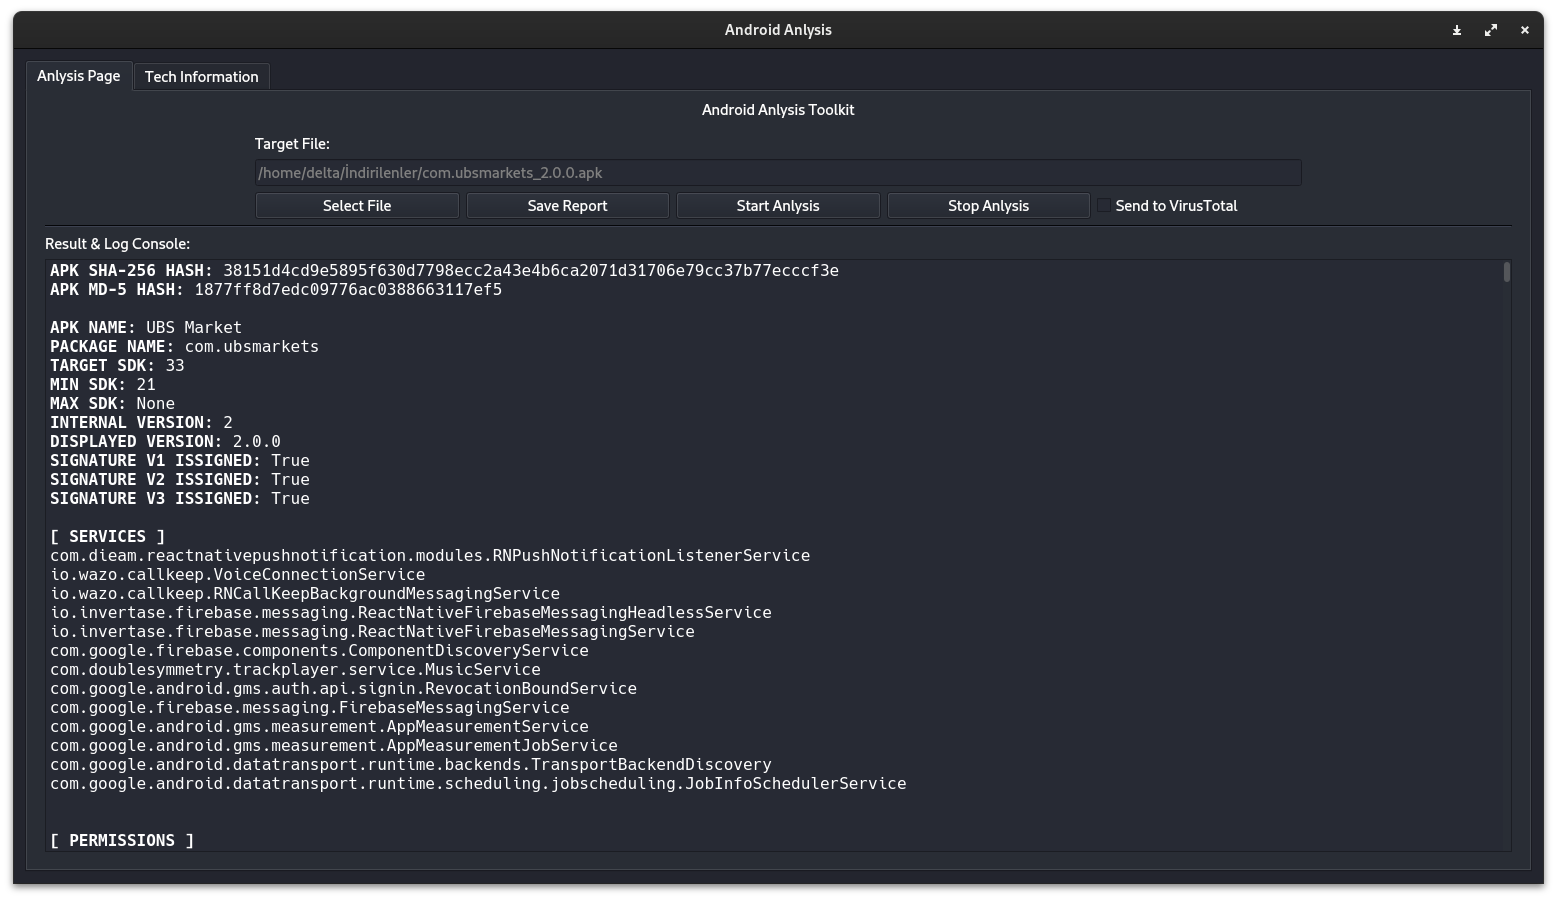 Android Anlysis
Anlysis Page
Tech Information
Android Anlysis Toolkit
Target File:
/home/delta/İndirilenler/com.ubsmarkets_2.0.0.apk
Select File
Save Report
Start Anlysis
Stop Anlysis
Send to VirusTotal
Result & Log Console:
APK SHA-256 HASH: 38151d4cd9e5895f630d7798ecc2a43e4b6ca2071d31706e79cc37b77ecccf3e
APK MD-5 HASH: 1877ff8d7edc09776ac0388663117ef5
APK NAME: UBS Market
PACKAGE NAME: com.ubsmarkets
TARGET SDK: 33
MIN SDK: 21
MAX SDK: None
INTERNAL VERSION: 2
DISPLAYED VERSION: 2.0.0
SIGNATURE V1 ISSIGNED: True
SIGNATURE V2 ISSIGNED: True
SIGNATURE V3 ISSIGNED: True
[ SERVICES ]
com.dieam.reactnativepushnotification.modules.RNPushNotificationListenerService
io.wazo.callkeep.VoiceConnectionService
io.wazo.callkeep.RNCallKeepBackgroundMessagingService
io.invertase.firebase.messaging.ReactNativeFirebaseMessagingHeadlessService
io.invertase.firebase.messaging.ReactNativeFirebaseMessagingService
com.google.firebase.components.ComponentDiscoveryService
com.doublesymmetry.trackplayer.service.MusicService
com.google.android.gms.auth.api.signin.RevocationBoundService
com.google.firebase.messaging.FirebaseMessagingService
com.google.android.gms.measurement.AppMeasurementService
com.google.android.gms.measurement.AppMeasurementJobService
com.google.android.datatransport.runtime.backends.TransportBackendDiscovery
com.google.android.datatransport.runtime.scheduling.jobscheduling.JobInfoSchedulerService
[ PERMISSIONS ]